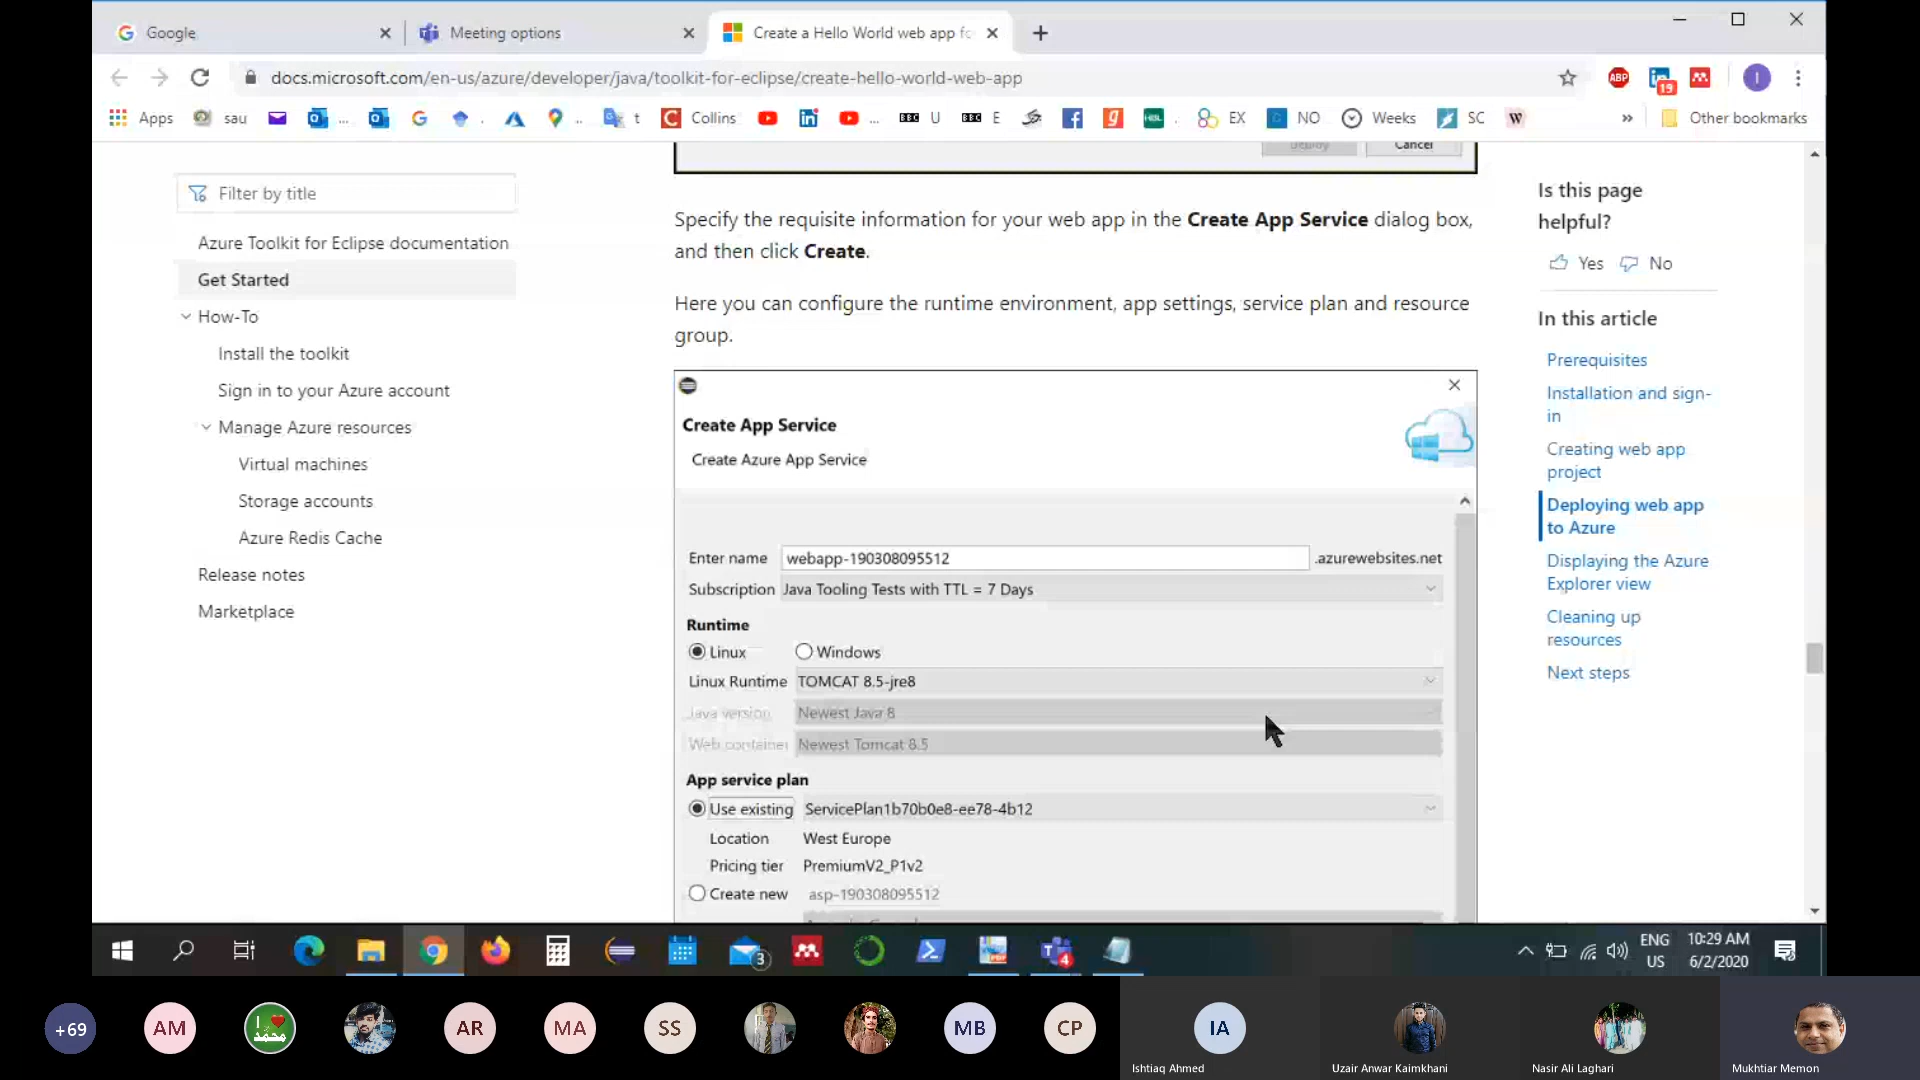 Google
Meeting options
Create a Hello World web app fo
docs.microsoft.com/en-us/azure/developer/java/toolkit-for-eclipse/create-hello-world-web-app
ABP
19
I
Apps
sau
...
G
.
..
t
Collins
...
BBC U
BBC E
g
HBL
.
EX
NO
Weeks
SC
W
»
Other bookmarks
Filter by title
Azure Toolkit for Eclipse documentation
Get Started
How-To
Install the toolkit
Sign in to your Azure account
Manage Azure resources
Virtual machines
Storage accounts
Azure Redis Cache
Release notes
Marketplace
Deploy
Cancel
Specify the requisite information for your web app in the Create App Service dialog box,
and then click Create.
Here you can configure the runtime environment, app settings, service plan and resource
group.
Create App Service
Create Azure App Service
Enter name webapp-190308095512 .azurewebsites.net
Subscription Java Tooling Tests with TTL = 7 Days
Runtime
Linux Windows
Linux Runtime TOMCAT 8.5-jre8
Java version Newest Java 8
Web container Newest Tomcat 8.5
App service plan
Use existing ServicePlan1b70b0e8-ee78-4b12
Location West Europe
Pricing tier PremiumV2_P1v2
Create new asp-190308095512
Is this page
helpful?
Yes No
In this article
Prerequisites
Installation and sign-
in
Creating web app
project
Deploying web app
to Azure
Displaying the Azure
Explorer view
Cleaning up
resources
Next steps
3
4
ENG
US
10:29 AM
6/2/2020
+69
AM
I
محمد
AR
MA
SS
MB
CP
IA
Ishtiaq Ahmed
Uzair Anwar Kaimkhani
Nasir Ali Laghari
Mukhtiar Memon